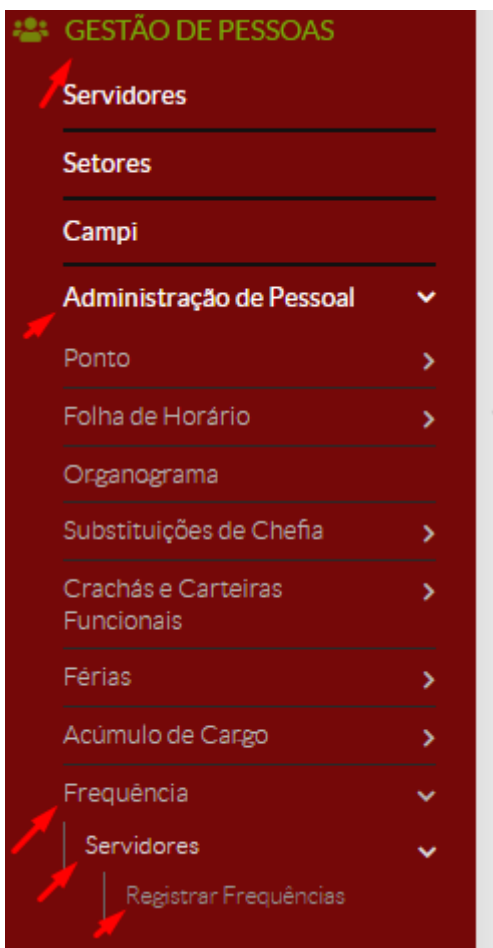 GESTÃO DE PESSOAS
Servidores
Setores
Campi
Administração de Pessoal
Ponto
Folha de Horário
Organograma
Substituições de Chefia
Crachás e Carteiras
Funcionais
Férias
Acúmulo de Cargo
Frequência
Servidores
Registrar Frequências